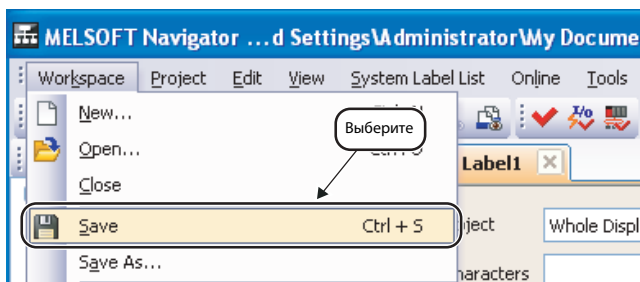 MELSOFT Navigator ...d Settings\Administrator\My Docume
Workspace Project Edit View System Label List Online Tools
New...
Выберите
Open...
Label1
Close
Save Ctrl + S
ject
Whole Displ
Save As...
haracters